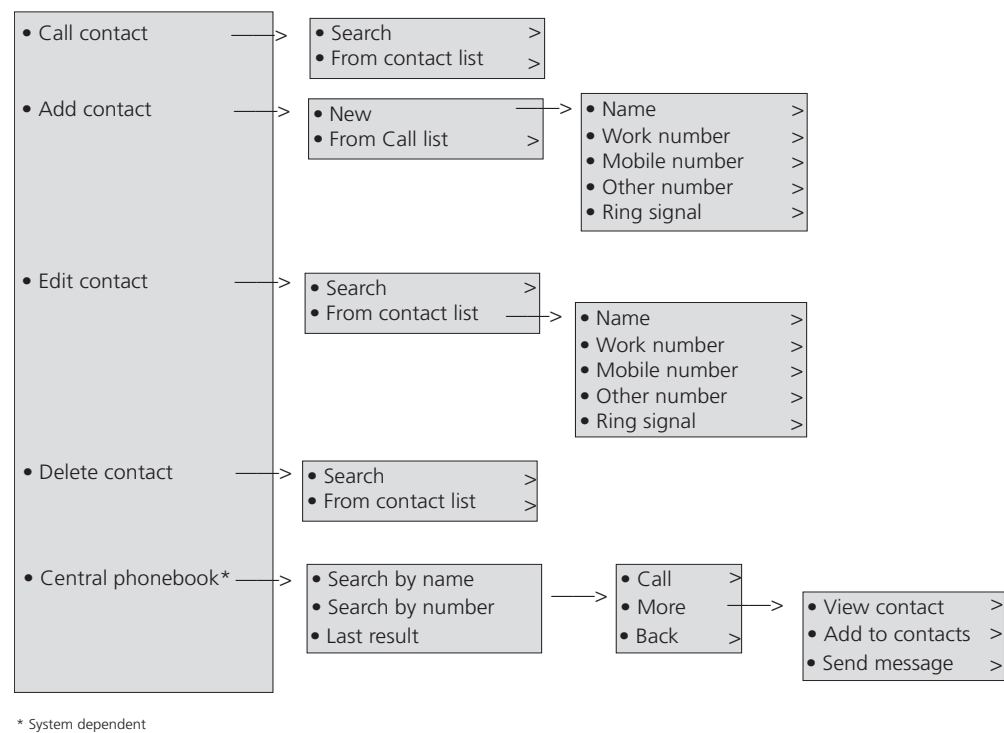 • Call contact
• Search >
• From contact list >
• Add contact
• New
• From Call list >
• Name >
• Work number >
• Mobile number >
• Other number >
• Ring signal >
• Edit contact
• Search >
• From contact list
• Name >
• Work number >
• Mobile number >
• Other number >
• Ring signal >
• Delete contact
• Search >
• From contact list >
• Central phonebook*
• Search by name
• Search by number
• Last result
• Call >
• More
• Back >
• View contact >
• Add to contacts >
• Send message >
* System dependent